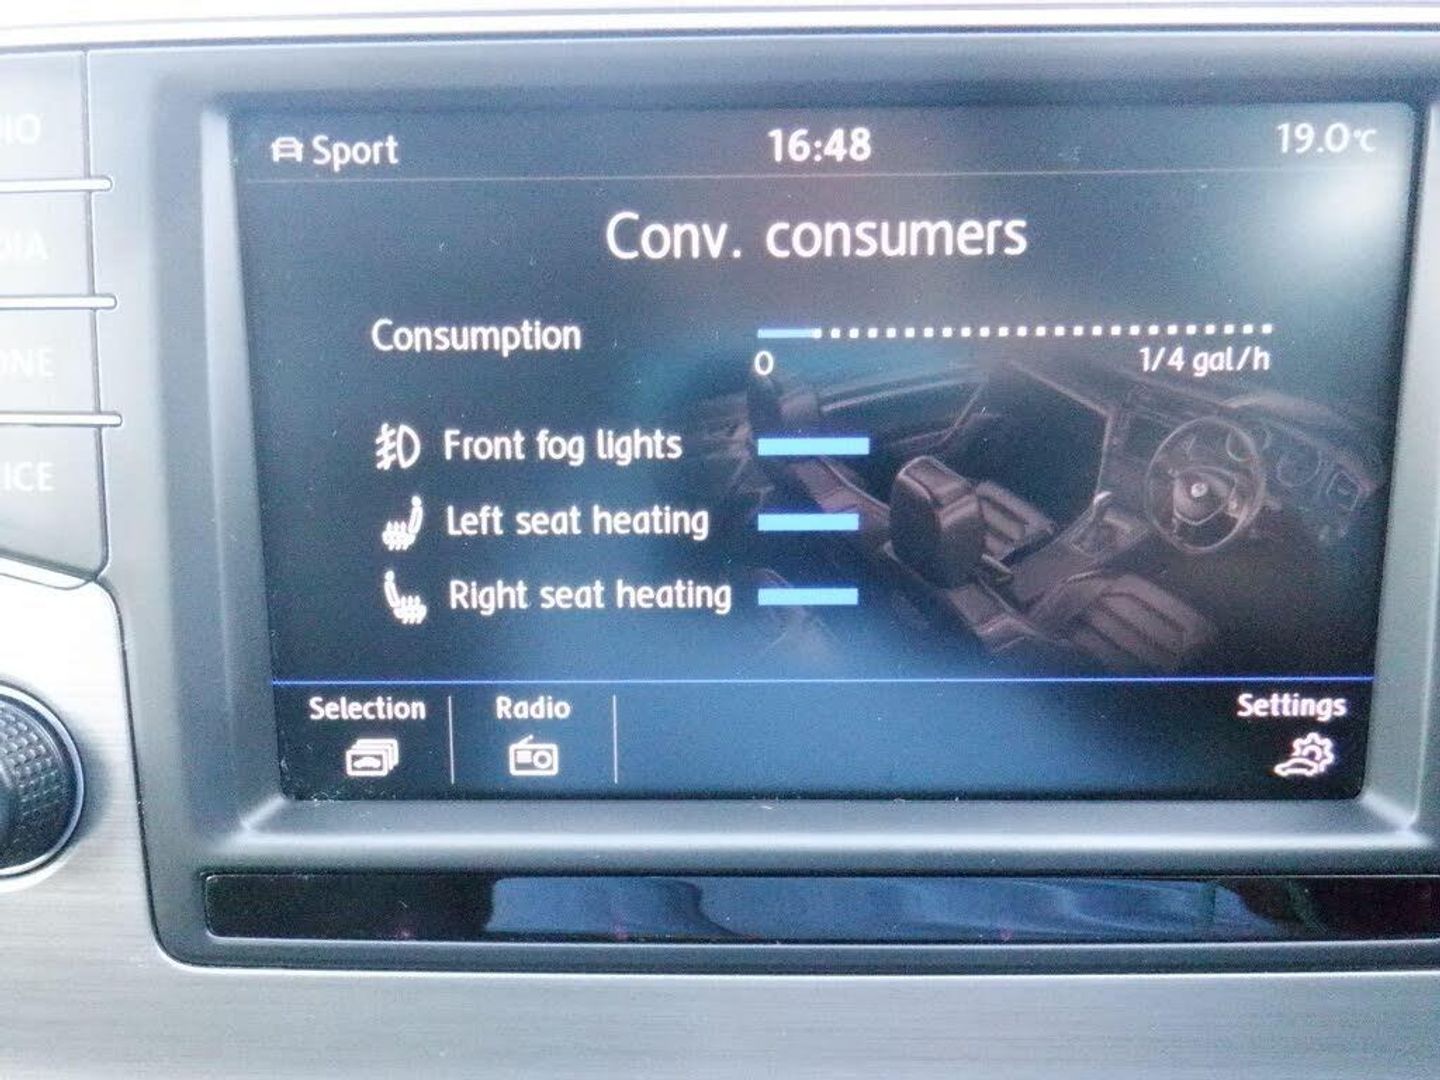 Sport 16:48 19.0°C
Conv. consumers
Consumption
0 1/4 gal/h
Front fog lights
Left seat heating
Right seat heating
Selection Radio Settings